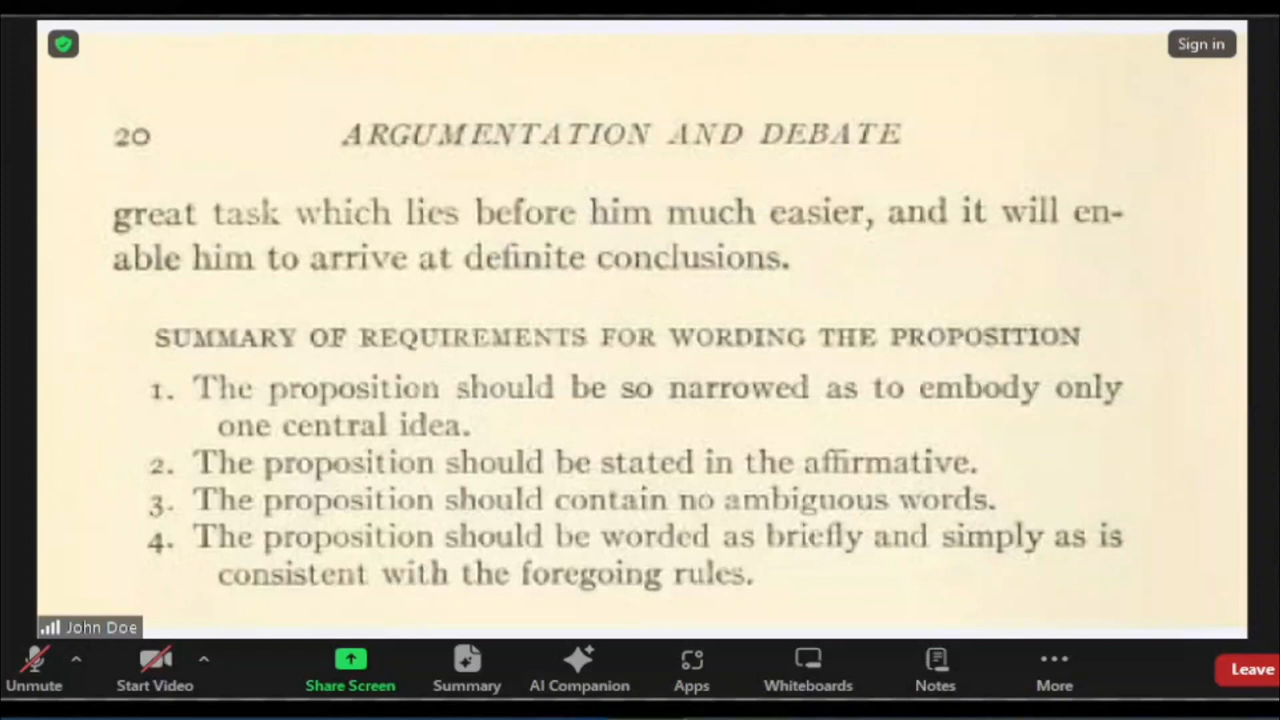 Sign in
20 ARGUMENTATION AND DEBATE
great task which lies before him much easier, and it will en-
able him to arrive at definite conclusions.
SUMMARY OF REQUIREMENTS FOR WORDING THE PROPOSITION
1. The proposition should be so narrowed as to embody only
one central idea.
2. The proposition should be stated in the affirmative.
3. The proposition should contain no ambiguous words.
4. The proposition should be worded as briefly and simply as is
consistent with the foregoing rules.
John Doe
Unmute Start Video Share Screen Summary AI Companion Apps Whiteboards Notes More Leave